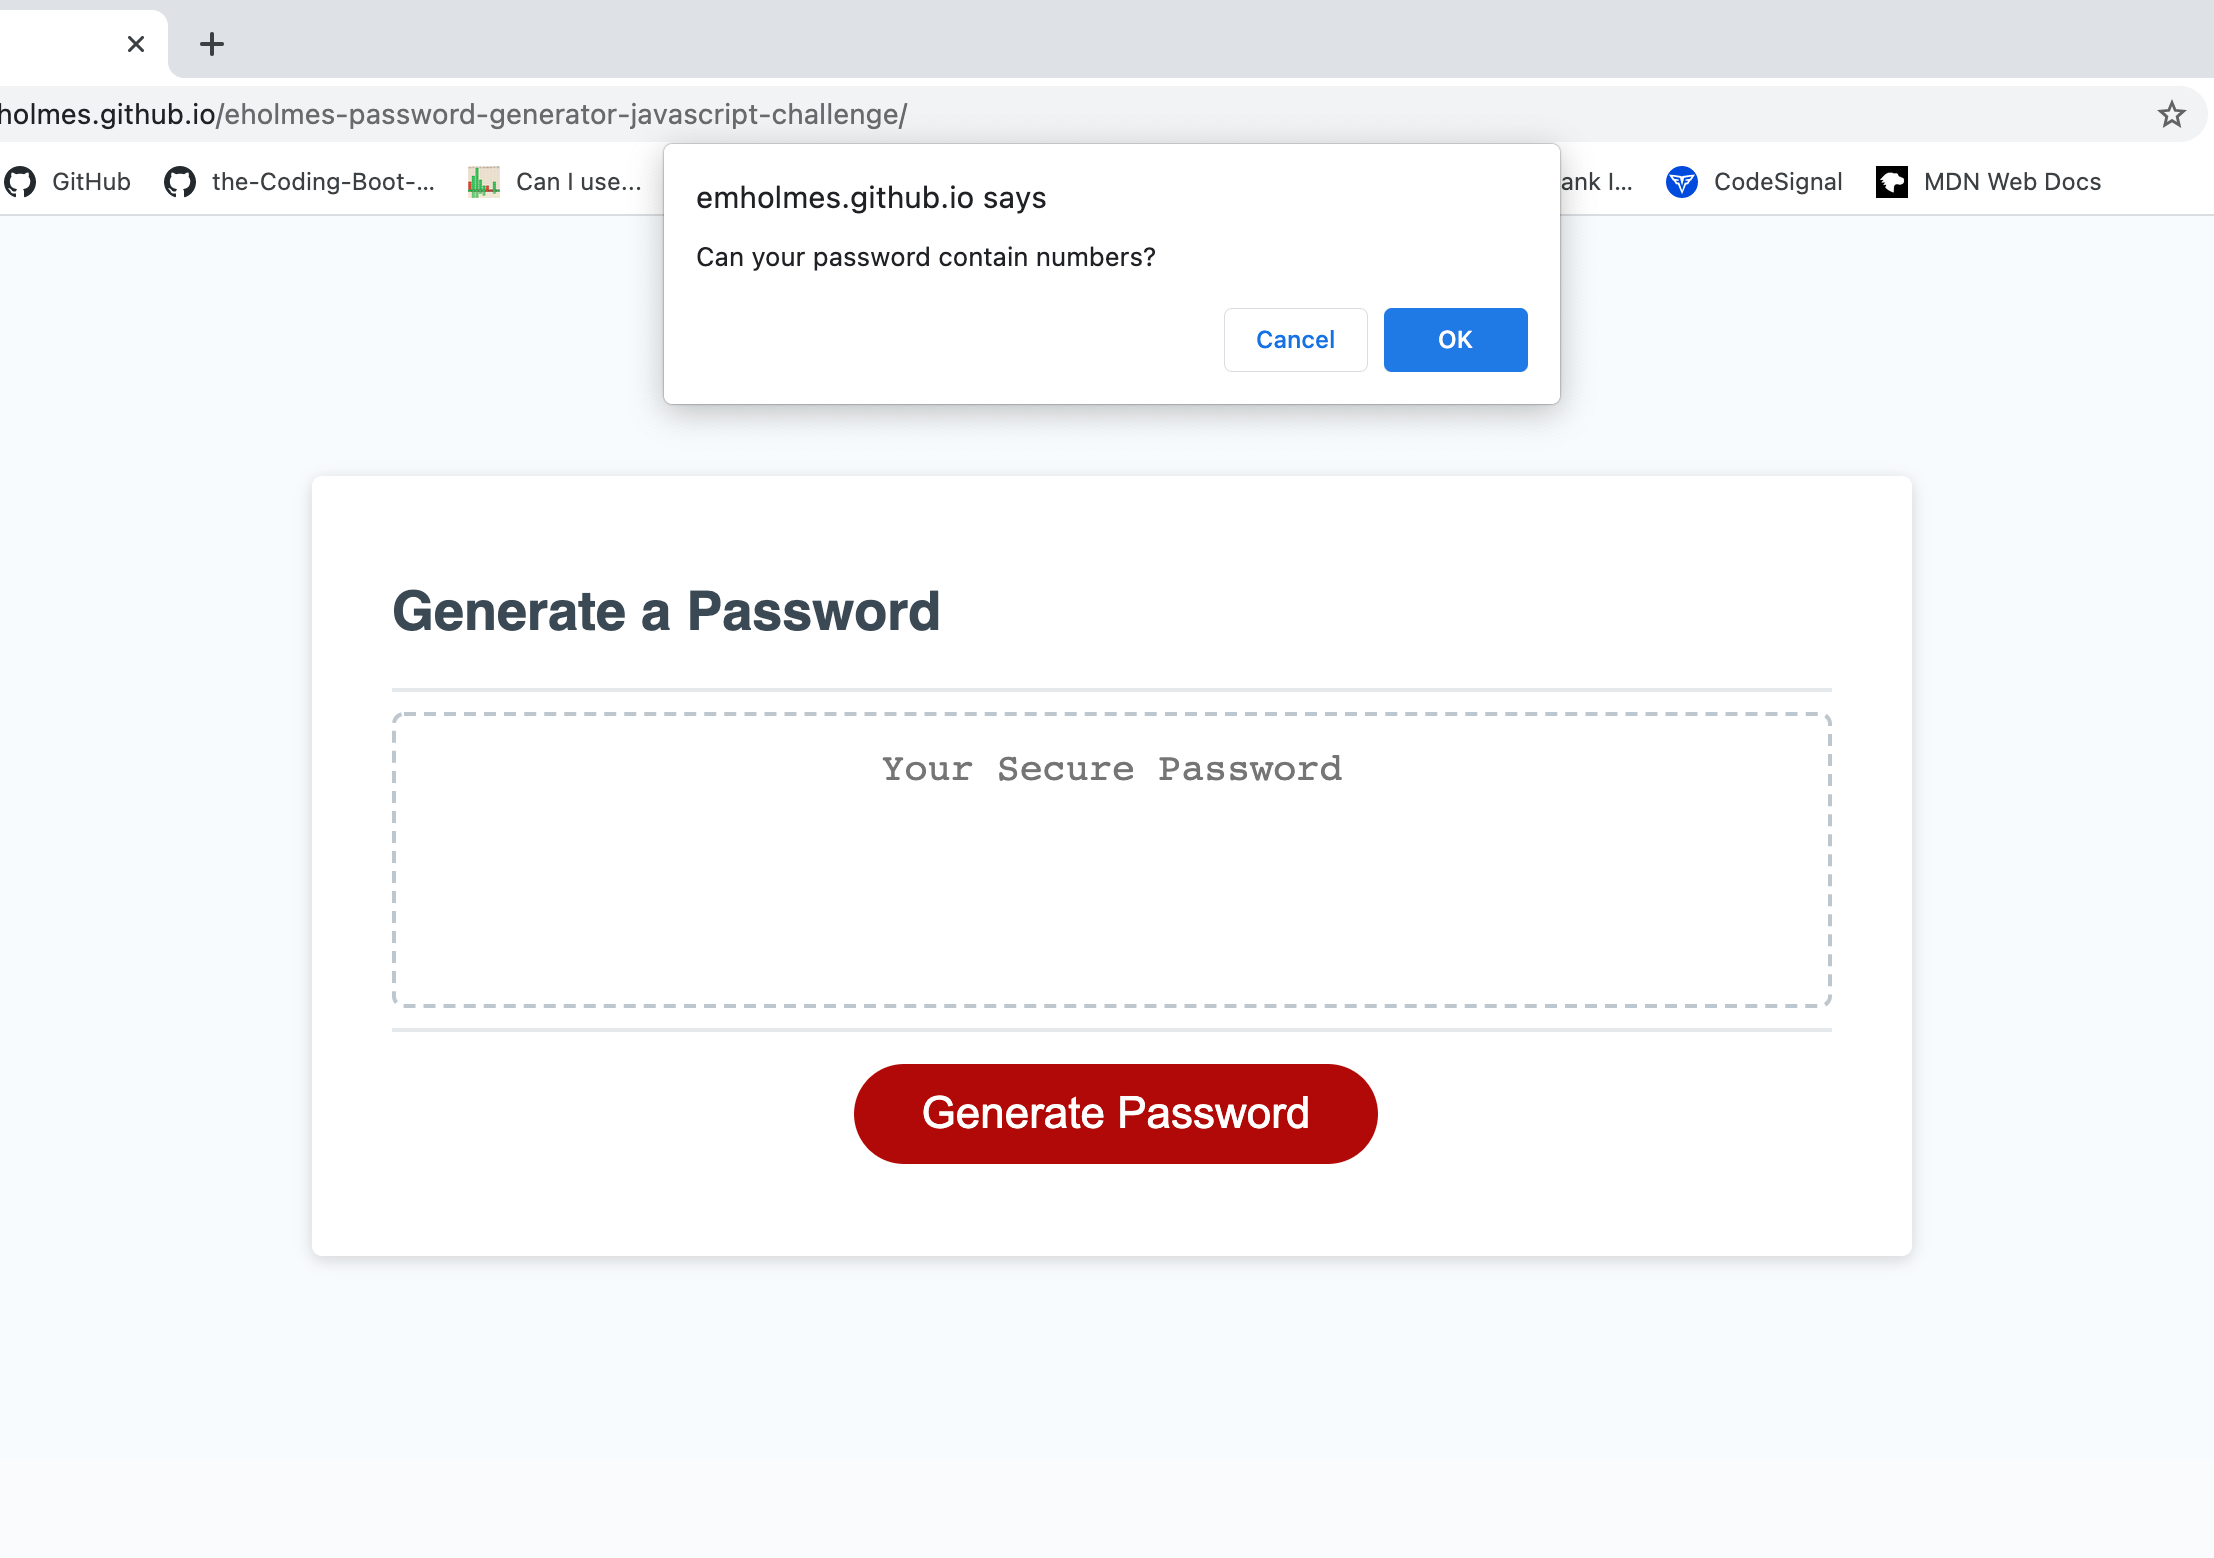 holmes.github.io/eholmes-password-generator-javascript-challenge/
GitHub
the-Coding-Boot-...
Can I use...
ank I...
CodeSignal
MDN Web Docs
emholmes.github.io says
Can your password contain numbers?
Cancel
OK
Generate a Password
Your Secure Password
Generate Password